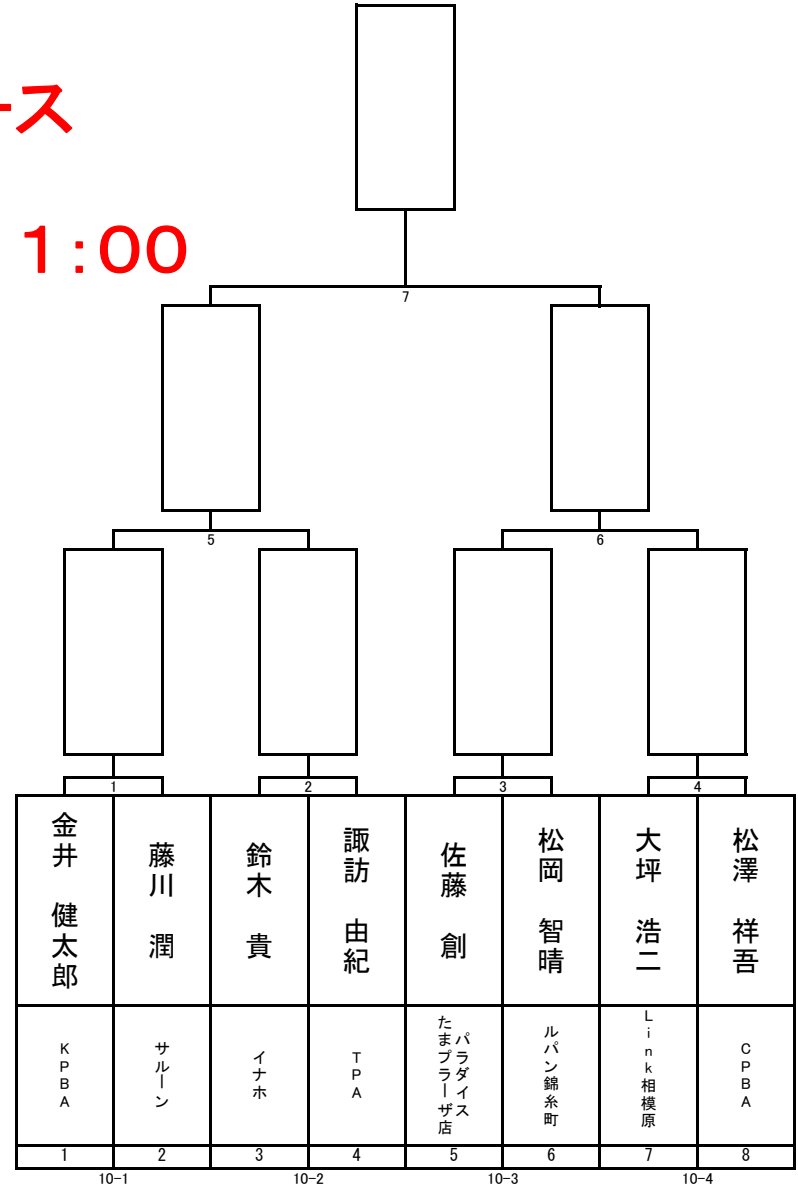 ース
1:00
7
5
6
1
2
3
4
金井 健太郎
藤川 潤
鈴木 貴
諏訪 由紀
佐藤 創
松岡 智晴
大坪 浩二
松澤 祥吾
KPBA
サルーン
イナホ
TPA
パラダイス
たまプラーザ店
ルパン錦糸町
Link相模原
CPBA
1
2
3
4
5
6
7
8
10-1
10-2
10-3
10-4